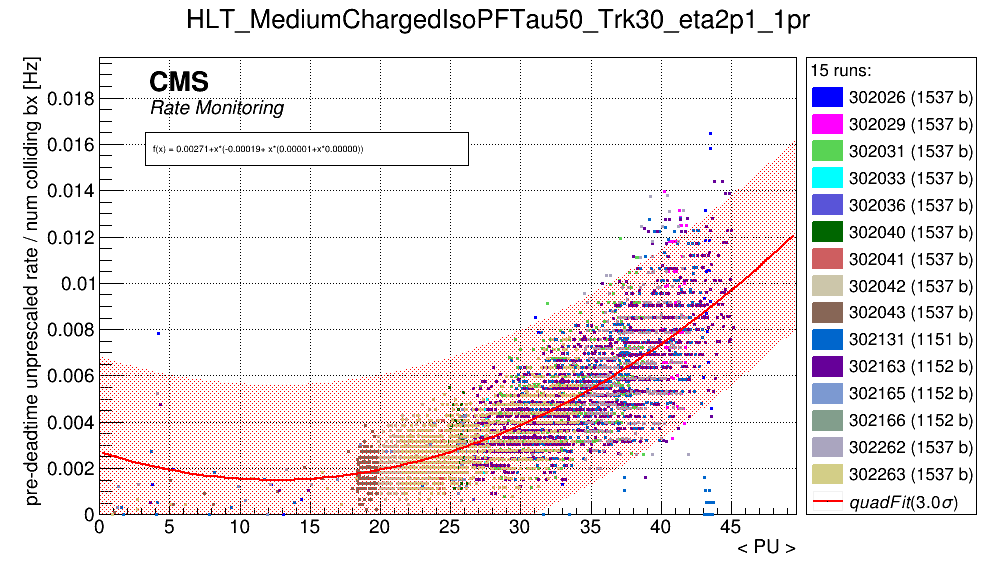 HLT_MediumChargedIsoPFTau50_Trk30_eta2p1_1pr
pre-deadtime unprescaled rate / num colliding bx [Hz]
CMS
Rate Monitoring
f(x) = 0.00271+x*(-0.00019+ x*(0.00001+x*0.00000))
0.018
0.016
0.014
0.012
0.01
0.008
0.006
0.004
0.002
0
0 5 10 15 20 25 30 35 40 45
< PU >
15 runs:
302026 (1537 b)
302029 (1537 b)
302031 (1537 b)
302033 (1537 b)
302036 (1537 b)
302040 (1537 b)
302041 (1537 b)
302042 (1537 b)
302043 (1537 b)
302131 (1151 b)
302163 (1152 b)
302165 (1152 b)
302166 (1152 b)
302262 (1537 b)
302263 (1537 b)
quadFit(3.0σ)